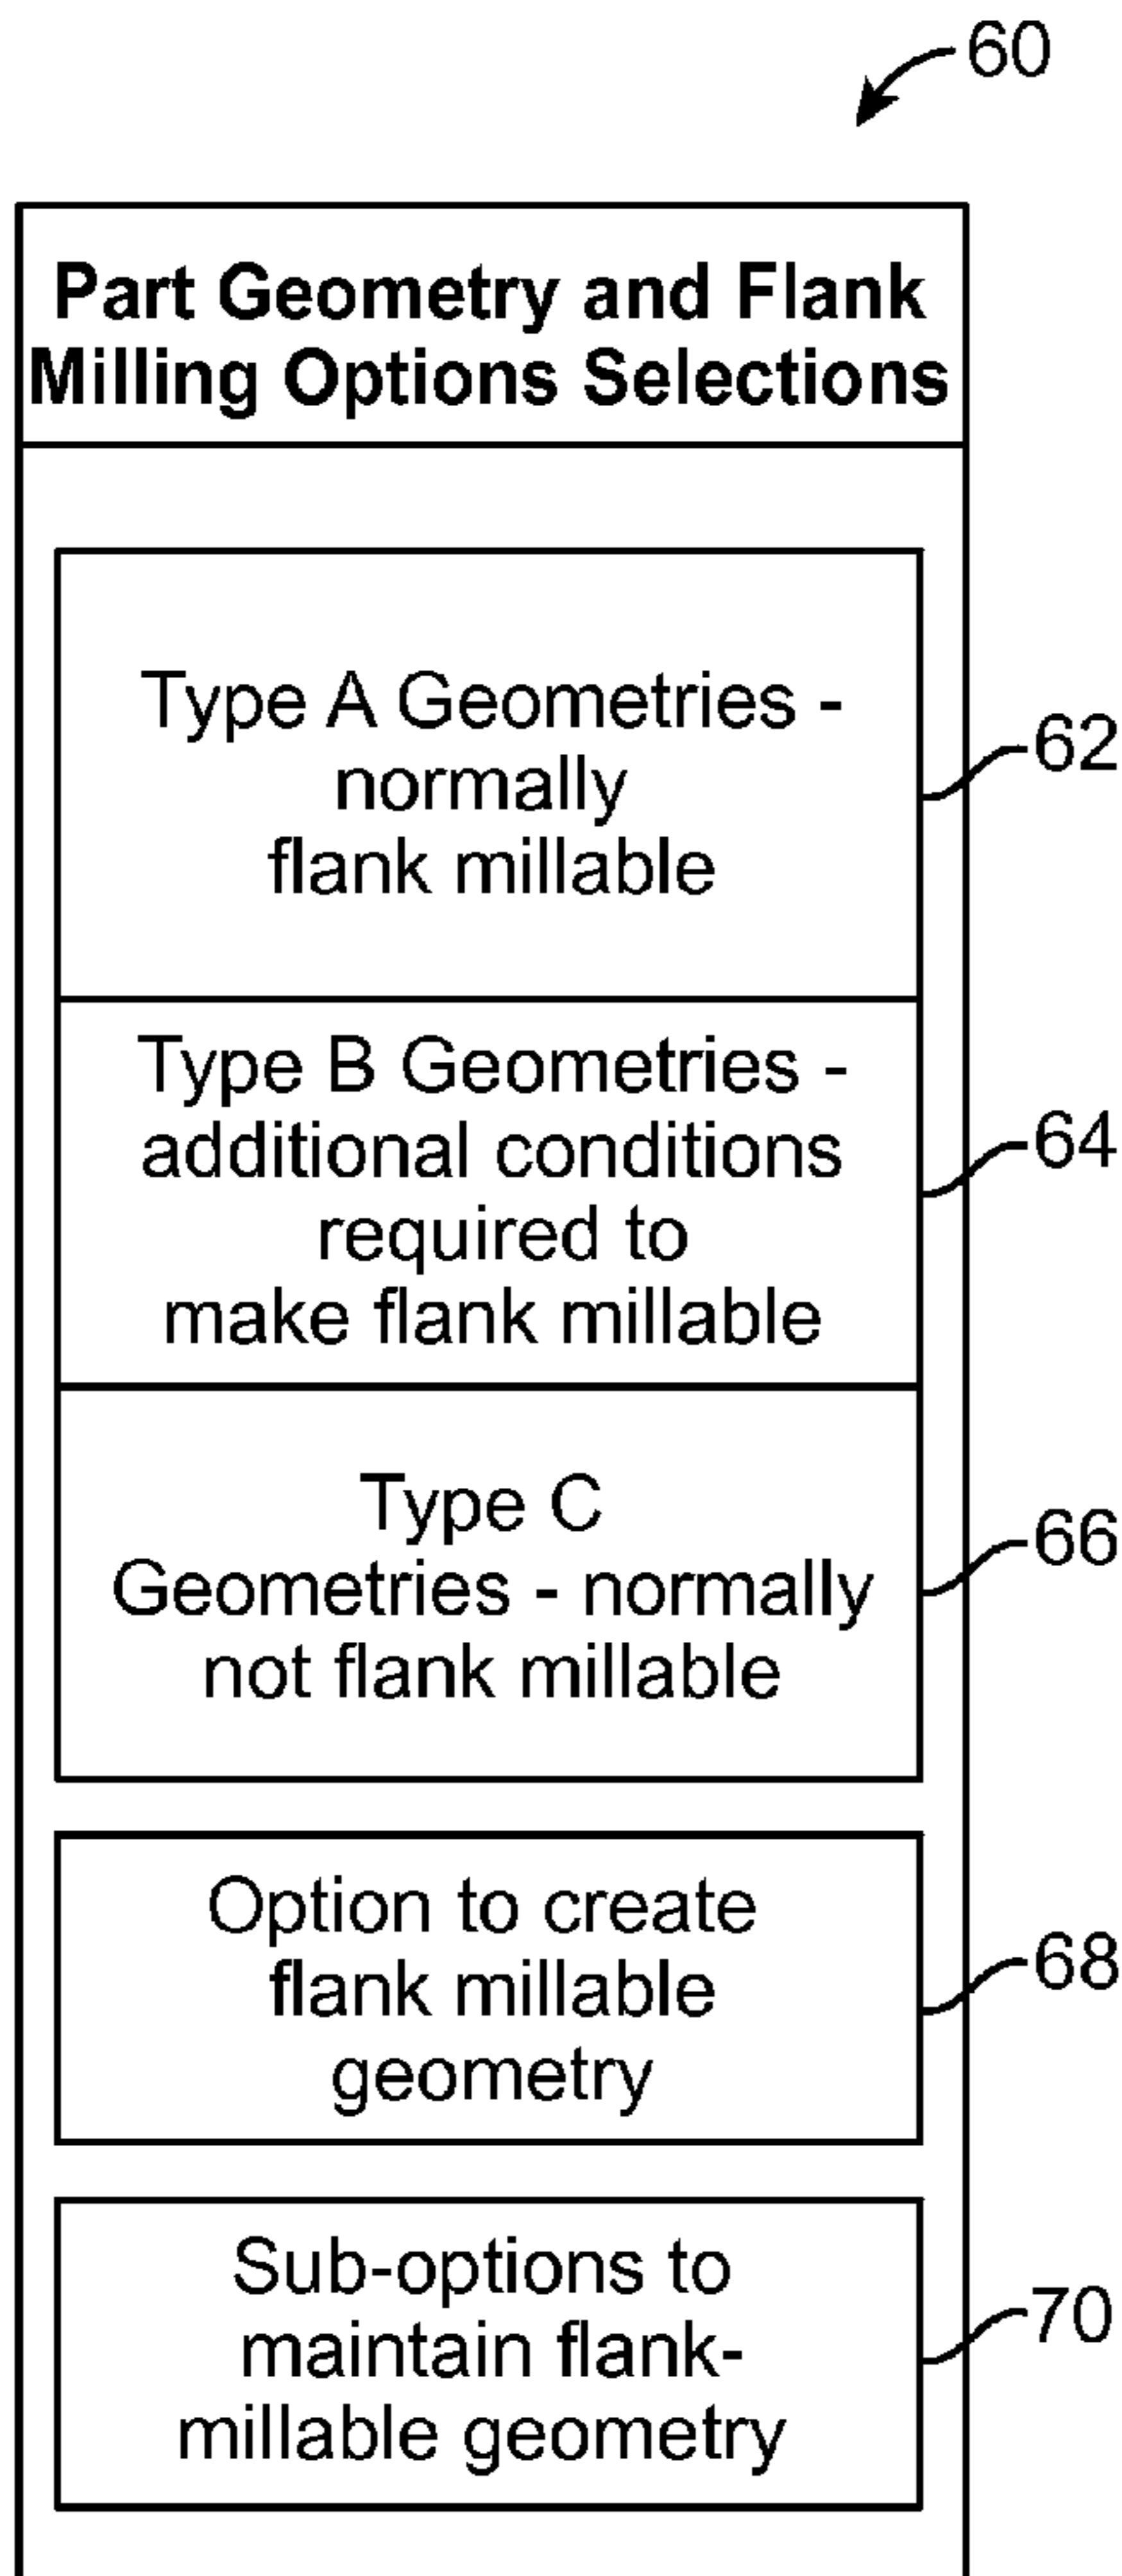 60
Part Geometry and Flank
Milling Options Selections
Type A Geometries -
normally
flank millable
62
Type B Geometries -
additional conditions
required to
make flank millable
64
Type C
Geometries - normally
not flank millable
66
Option to create
flank millable
geometry
68
Sub-options to
maintain flank-
millable geometry
70